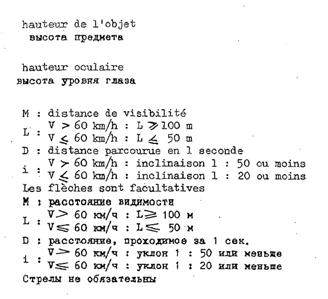 hauteur de l'objet
высота предмета
hauteur oculaire
высота уровня глаза
M : distance de visibilité
L : V > 60 km/h : L ⩾ 100 m
V ⩽ 60 km/h : L ⩽ 50 m
D : distance parcourue en 1 seconde
i : V > 60 km/h : inclinaison 1 : 50 ou moins
V ⩽ 60 km/h : inclinaison 1 : 20 ou moins
Les flèches sont facultatives
M : расстояние видимости
L : V > 60 км/ч : L ⩾ 100 м
V ⩽ 60 км/ч : L ⩽ 50 м
D : расстояние, проходимое за 1 сек.
i : V > 60 км/ч : уклон 1 : 50 или меньше
V ⩽ 60 км/ч : уклон 1 : 20 или меньше
Стрелы не обязательны